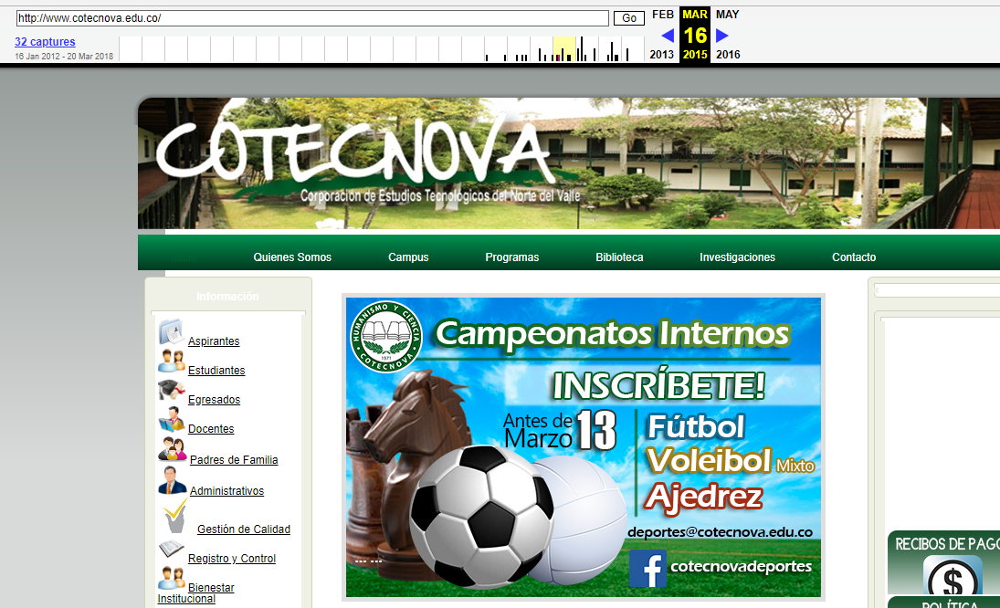 http://www.cotecnova.edu.co/
Go
FEB MAR MAY
32 captures
16
16 Jan 2012 - 20 Mar 2018
2013 2015 2016
COTECNOVA
Corporación de Estudios Tecnológicos del Norte del Valle
Inicio
Quienes Somos
Campus
Programas
Biblioteca
Investigaciones
Contacto
Información
Aspirantes
Estudiantes
Egresados
Docentes
Padres de Familia
Administrativos
Gestión de Calidad
Registro y Control
Bienestar
Institucional
HUMANISMO Y CIENCIA
1971
COTECNOVA
Campeonatos Internos
INSCRÍBETE!
Antes de
Marzo 13
Fútbol
Voleibol Mixto
Ajedrez
deportes@cotecnova.edu.co
cotecnovadeportes
RECIBOS DE PAGO
POLÍTICA